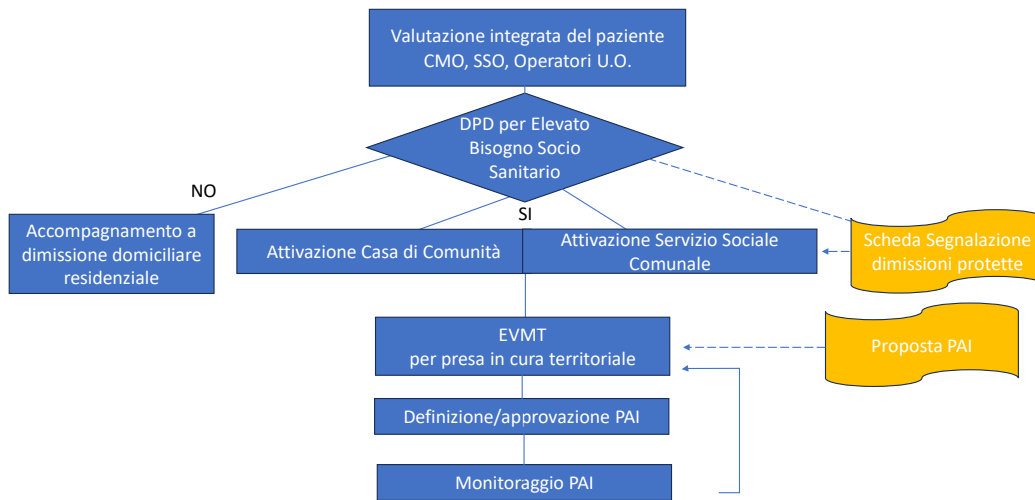 Valutazione integrata del paziente
CMO, SSO, Operatori U.O.
DPD per Elevato
Bisogno Socio
Sanitario
NO
SI
Accompagnamento a
dimissione domiciliare
residenziale
Attivazione Casa di Comunità
Attivazione Servizio Sociale
Comunale
Scheda Segnalazione
dimissioni protette
EVMT
per presa in cura territoriale
Proposta PAI
Definizione/approvazione PAI
Monitoraggio PAI